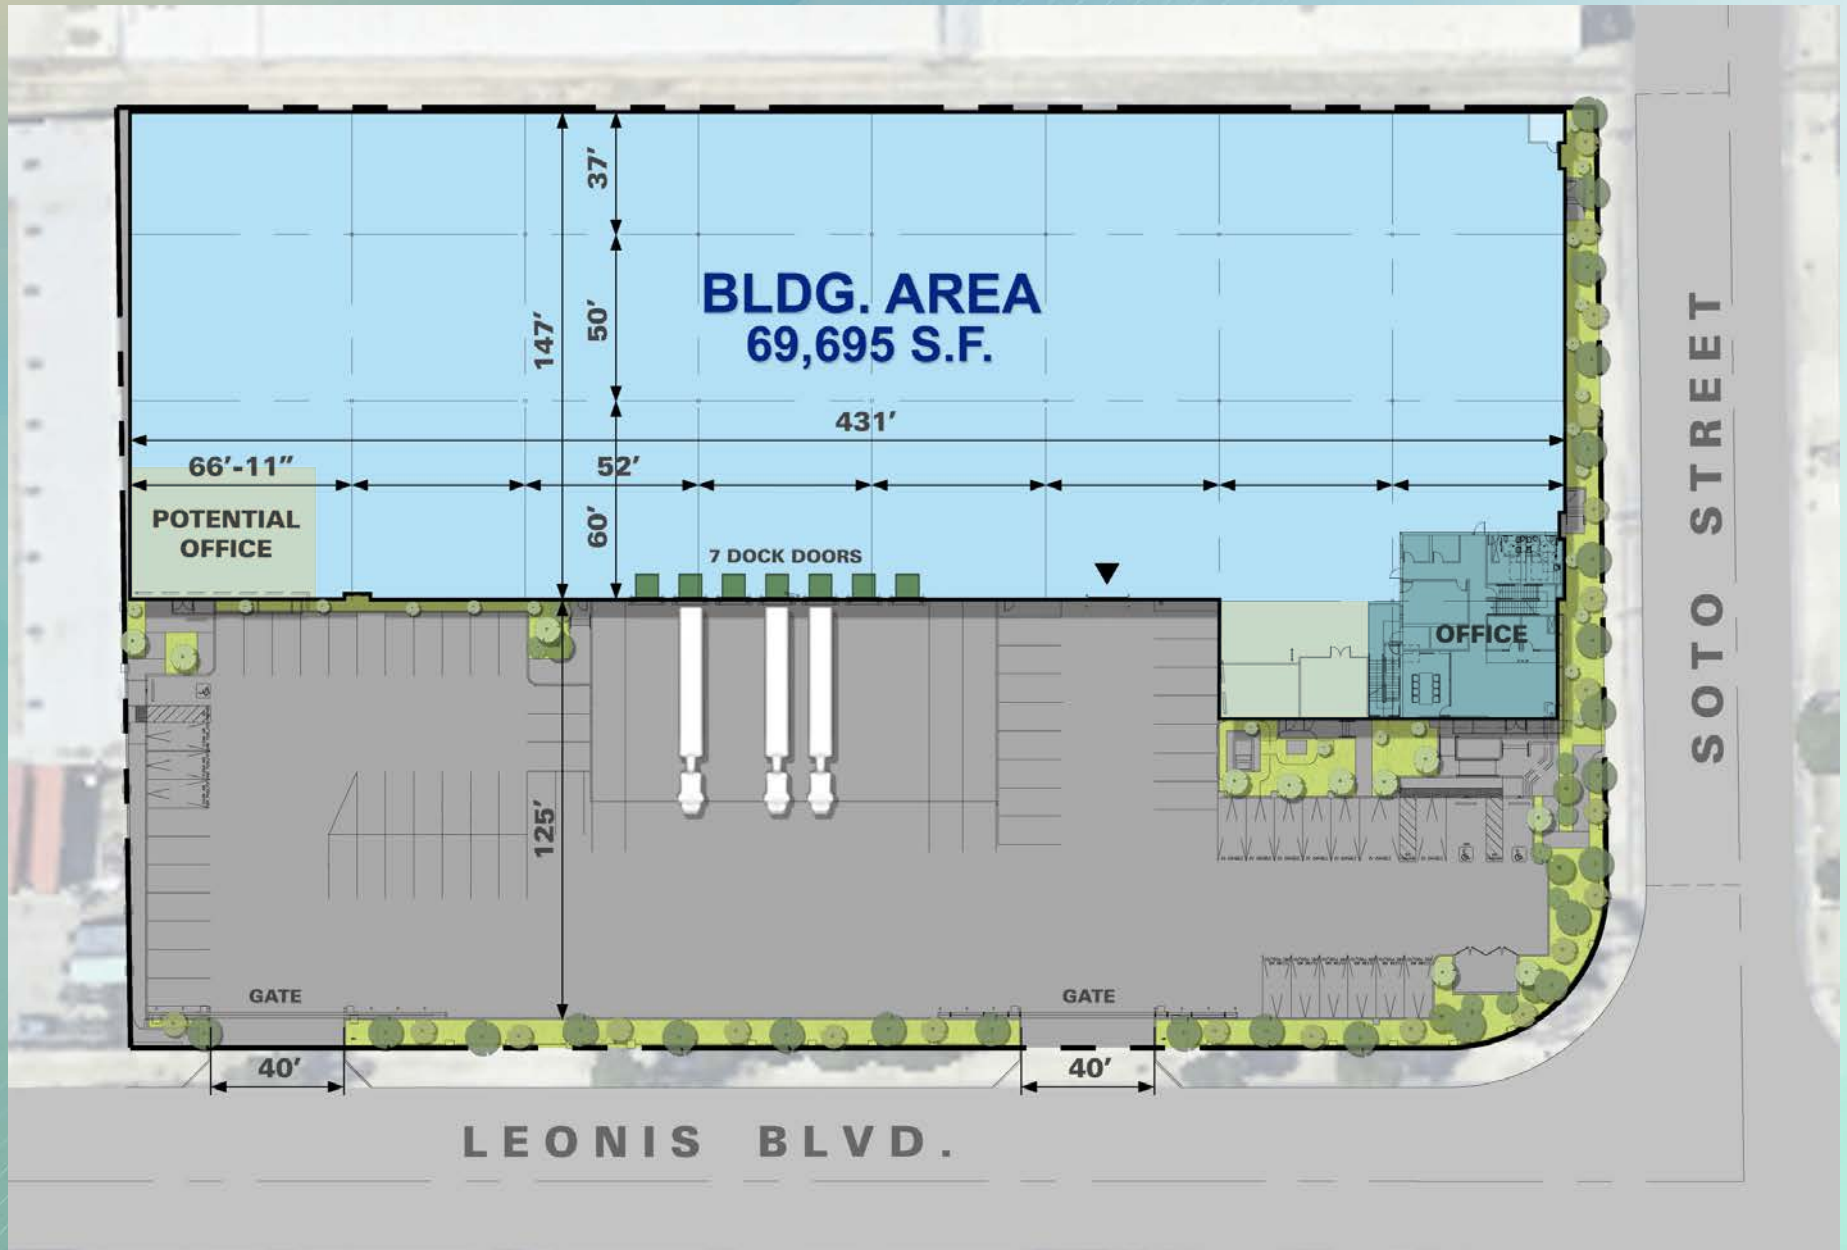 37’
BLDG. AREA
69,695 S.F.
50’
147’
431’
66’-11”
52’
60’
POTENTIAL
OFFICE
7 DOCK DOORS
OFFICE
125’
GATE
GATE
40’
40’
SOTO STREET
LEONIS BLVD.